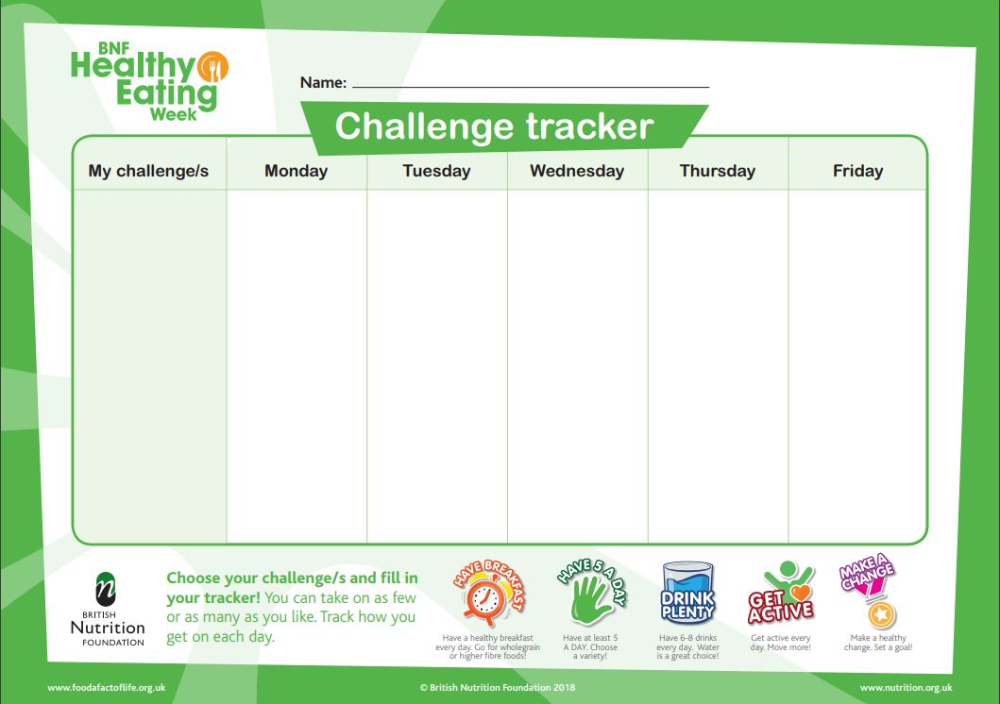 BNF
Healthy
Eating
Week
Name:
Challenge tracker
My challenge/s Monday Tuesday Wednesday Thursday Friday
n
BRITISH
Nutrition
FOUNDATION
Choose your challenge/s and fill in
your tracker! You can take on as few
or as many as you like. Track how you
get on each day.
HAVE BREAKFAST
Have a healthy breakfast
every day. Go for wholegrain
or higher fibre foods!
HAVE 5 A DAY
Have at least 5
A DAY. Choose
a variety!
DRINK
PLENTY
Have 6-8 drinks
every day. Water
is a great choice!
GET
ACTIVE
Get active every
day. Move more!
MAKE A
CHANGE
Make a healthy
change. Set a goal!
www.foodafactoflife.org.uk
© British Nutrition Foundation 2018
www.nutrition.org.uk